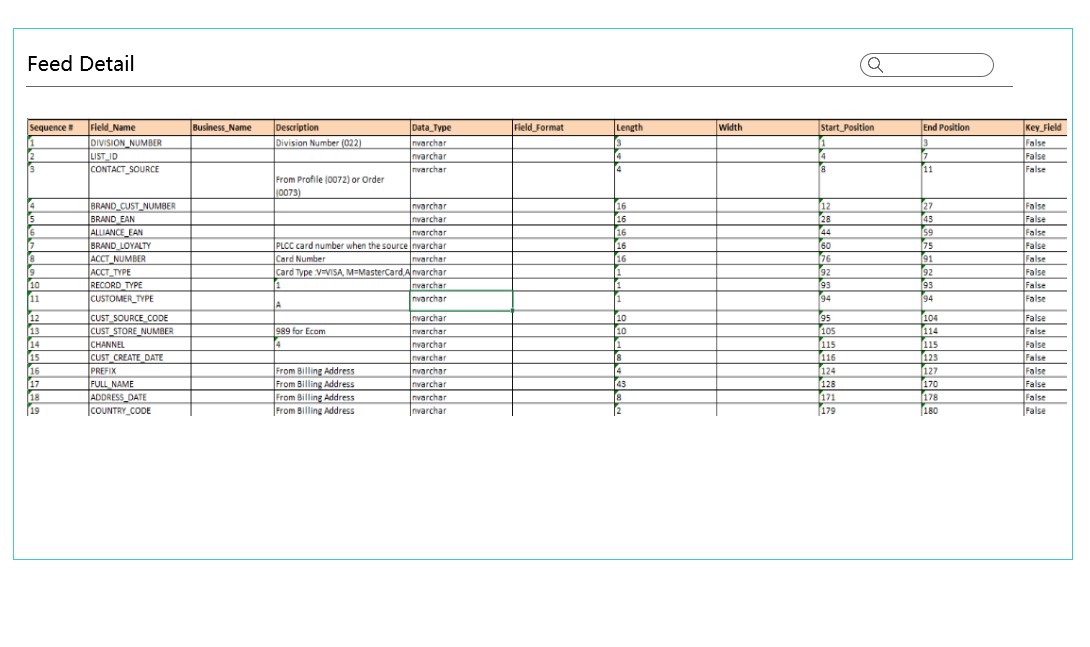 Feed Detail
Sequence # Field_Name Business_Name Description Data_Type Field_Format Length Width Start_Position End Position Key_Field
1 DIVISION_NUMBER Division Number (022) nvarchar 3 1 3 False
2 LIST_ID nvarchar 4 4 7 False
3 CONTACT_SOURCE nvarchar 4 8 11 False
From Profile (0072) or Order
(0073)
4 BRAND_CUST_NUMBER nvarchar 16 12 27 False
5 BRAND_EAN nvarchar 16 28 43 False
6 ALLIANCE_EAN nvarchar 16 44 59 False
7 BRAND_LOYALTY PLCC card number when the source nvarchar 16 60 75 False
8 ACCT_NUMBER Card Number nvarchar 16 76 91 False
9 ACCT_TYPE Card Type :V=VISA, M=MasterCard,A nvarchar 1 92 92 False
10 RECORD_TYPE 1 nvarchar 1 93 93 False
11 CUSTOMER_TYPE nvarchar 1 94 94 False
A
12 CUST_SOURCE_CODE nvarchar 10 95 104 False
13 CUST_STORE_NUMBER 989 for Ecom nvarchar 10 105 114 False
14 CHANNEL 4 nvarchar 1 115 115 False
15 CUST_CREATE_DATE nvarchar 8 116 123 False
16 PREFIX From Billing Address nvarchar 4 124 127 False
17 FULL_NAME From Billing Address nvarchar 43 128 170 False
18 ADDRESS_DATE From Billing Address nvarchar 8 171 178 False
19 COUNTRY_CODE From Billing Address nvarchar 2 179 180 False